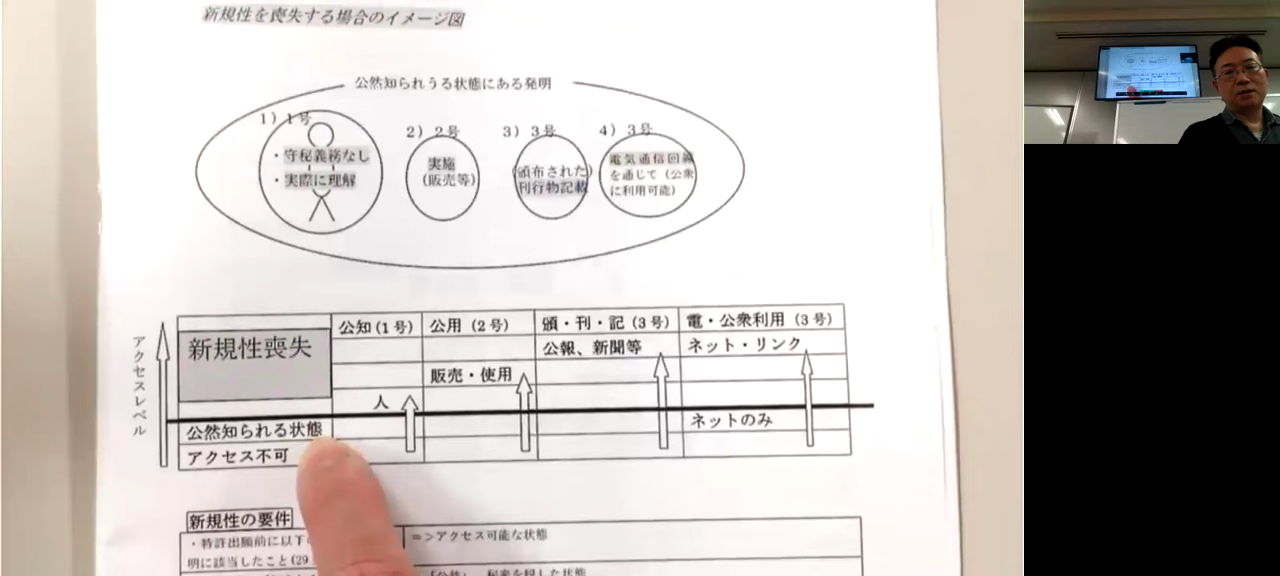 新規性を喪失する場合のイメージ図
公然知られうる状態にある発明
1）1号
・守秘義務なし
・実際に理解
2）2号
実施
(販売等)
3）3号
(頒布された)
刊行物記載
4）3号
電気通信回線
を通じて（公衆
に利用可能）
アクセスレベル
新規性喪失
公知(1号)
公用（2号）
頒・刊・記（3号）
電・公衆利用（3号）
公報、新聞等
ネット・リンク
販売・使用
人
公然知られる状態
ネットのみ
アクセス不可
新規性の要件
・特許出願前に以下
=>アクセス可能な状態
明に該当したこと(29